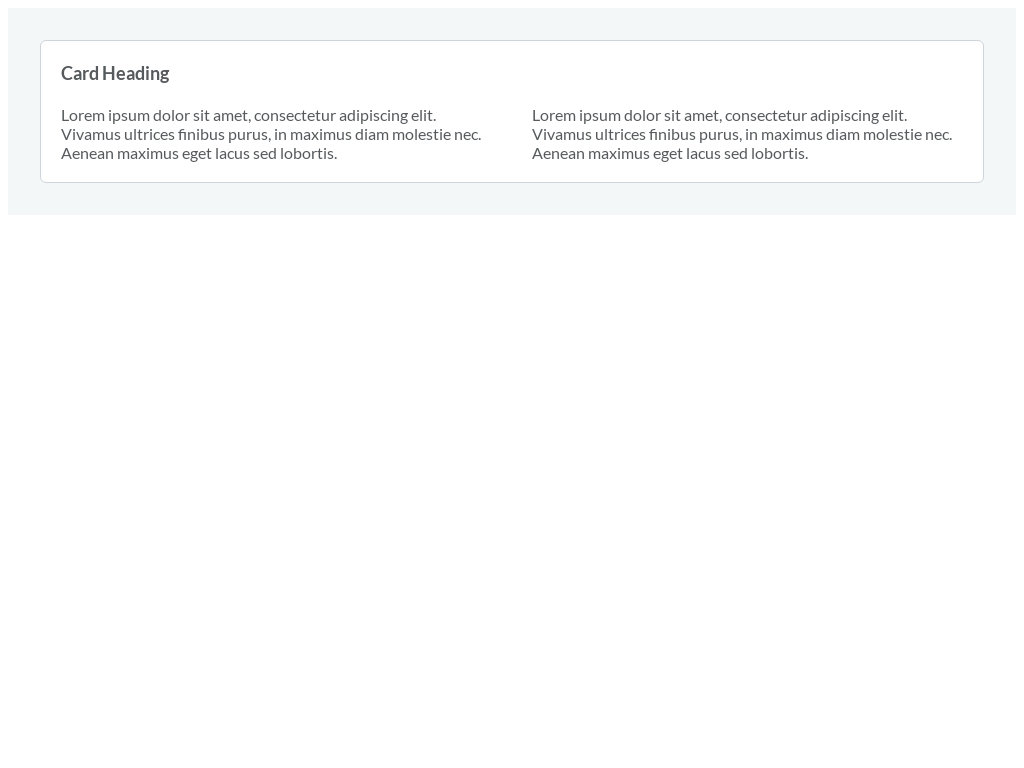 Card Heading
Lorem ipsum dolor sit amet, consectetur adipiscing elit.
Vivamus ultrices finibus purus, in maximus diam molestie nec.
Aenean maximus eget lacus sed lobortis.
Lorem ipsum dolor sit amet, consectetur adipiscing elit.
Vivamus ultrices finibus purus, in maximus diam molestie nec.
Aenean maximus eget lacus sed lobortis.